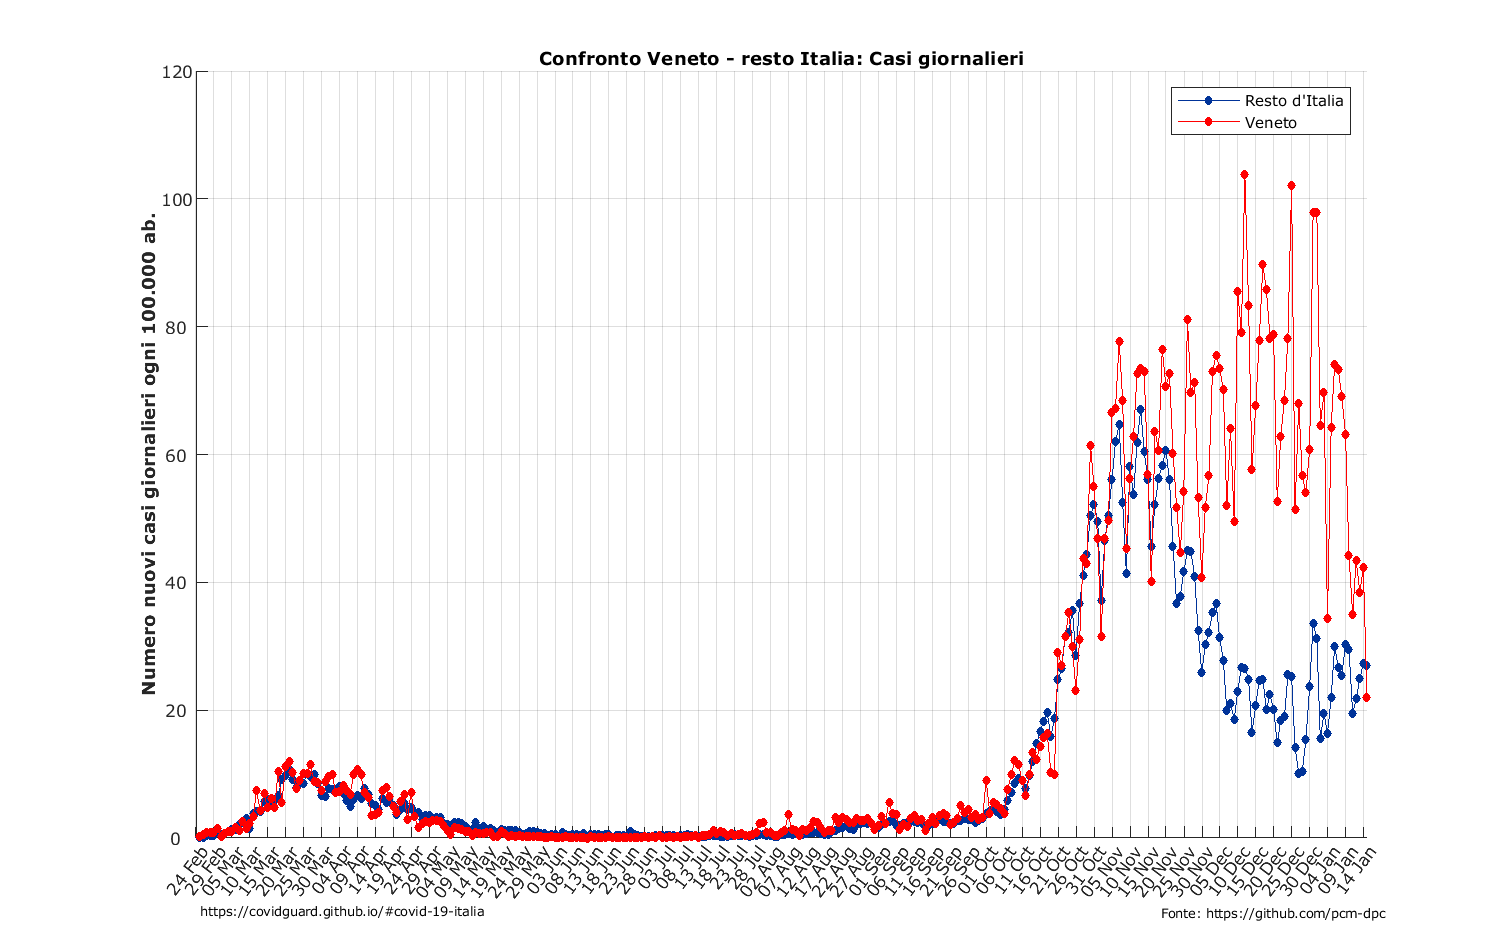 Confronto Veneto - resto Italia: Casi giornalieri
Resto d'Italia
Veneto
Numero nuovi casi giornalieri ogni 100.000 ab.
120
100
80
60
40
20
0
24 Feb
29 Feb
05 Mar
10 Mar
15 Mar
20 Mar
25 Mar
30 Mar
04 Apr
09 Apr
14 Apr
19 Apr
24 Apr
29 Apr
04 May
09 May
14 May
19 May
24 May
29 May
03 Jun
08 Jun
13 Jun
18 Jun
23 Jun
28 Jun
03 Jul
08 Jul
13 Jul
18 Jul
23 Jul
28 Jul
02 Aug
07 Aug
12 Aug
17 Aug
22 Aug
27 Aug
01 Sep
06 Sep
11 Sep
16 Sep
21 Sep
26 Sep
01 Oct
06 Oct
11 Oct
16 Oct
21 Oct
26 Oct
31 Oct
05 Nov
10 Nov
15 Nov
20 Nov
25 Nov
30 Nov
05 Dec
10 Dec
15 Dec
20 Dec
25 Dec
30 Dec
04 Jan
09 Jan
14 Jan
https://covidguard.github.io/#covid-19-italia
Fonte: https://github.com/pcm-dpc